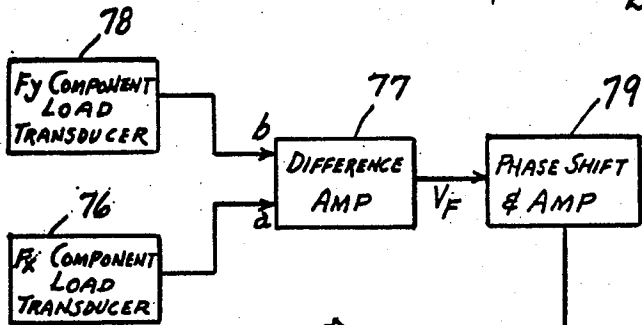 78
Fy COMPONENT
LOAD
TRANSDUCER
b
77
DIFFERENCE
AMP
a
VF
79
PHASE SHIFT
& AMP
76
Fx COMPONENT
LOAD
TRANSDUCER